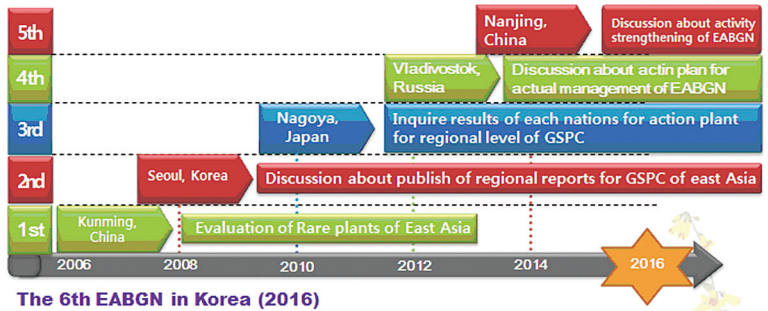 5th
Nanjing,
China
Discussion about activity
strengthening of EABGN
4th
Vladivostok,
Russia
Discussion about actin plan for
actual management of EABGN
3rd
Nagoya,
Japan
Inquire results of each nations for action plant
for regional level of GSPC
2nd
Seoul, Korea
Discussion about publish of regional reports for GSPC of east Asia
1st
Kunming,
China
Evaluation of Rare plants of East Asia
2006 2008 2010 2012 2014 2016
The 6th EABGN in Korea (2016)